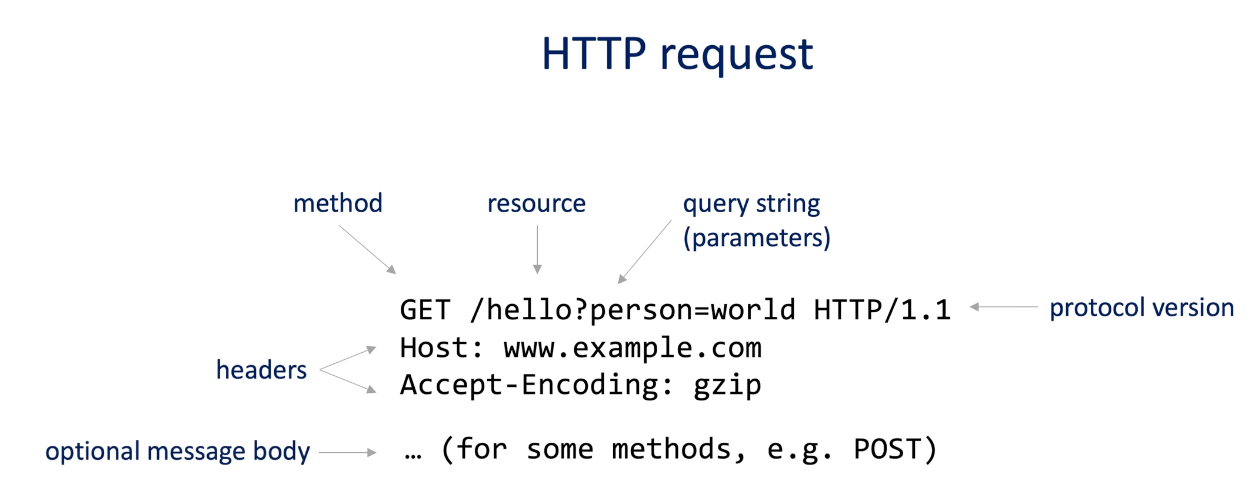 HTTP request
method
resource
query string
(parameters)
GET /hello?person=world HTTP/1.1
protocol version
Host: www.example.com
headers
Accept-Encoding: gzip
optional message body
… (for some methods, e.g. POST)